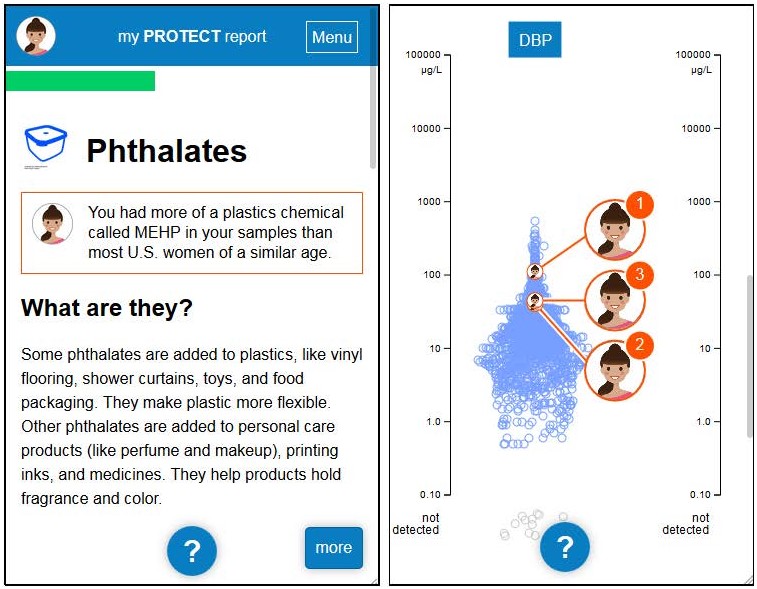 my PROTECT report
Menu
Phthalates
You had more of a plastics chemical
called MEHP in your samples than
most U.S. women of a similar age.
What are they?
Some phthalates are added to plastics, like vinyl
flooring, shower curtains, toys, and food
packaging. They make plastic more flexible.
Other phthalates are added to personal care
products (like perfume and makeup), printing
inks, and medicines. They help products hold
fragrance and color.
?
more
DBP
100000
µg/L
10000
1000
100
10
1.0
0.10
not
detected
1
3
2
100000
µg/L
10000
1000
100
10
1.0
0.10
not
detected
?